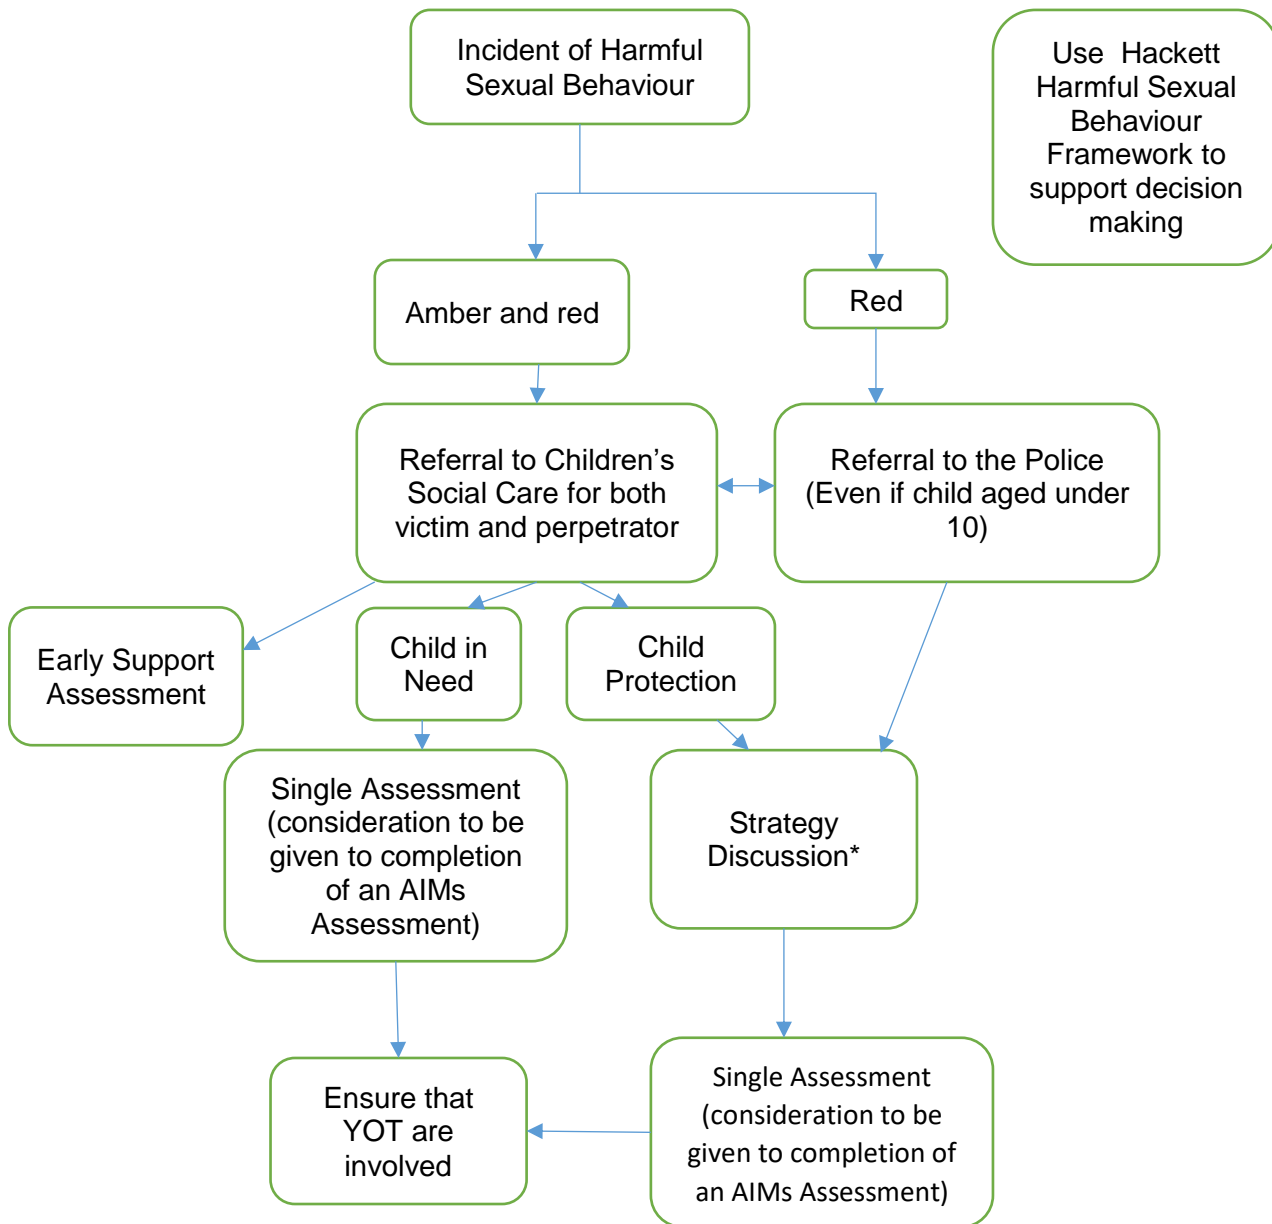 Incident of Harmful
Sexual Behaviour
Use Hackett
Harmful Sexual
Behaviour
Framework to
support decision
making
Amber and red
Red
Referral to Children’s
Social Care for both
victim and perpetrator
Referral to the Police
(Even if child aged under
10)
Early Support
Assessment
Child in
Need
Child
Protection
Single Assessment
(consideration to be
given to completion
of an AIMs
Assessment)
Strategy
Discussion*
Ensure that
YOT are
involved
Single Assessment
(consideration to be
given to completion of
an AIMs Assessment)